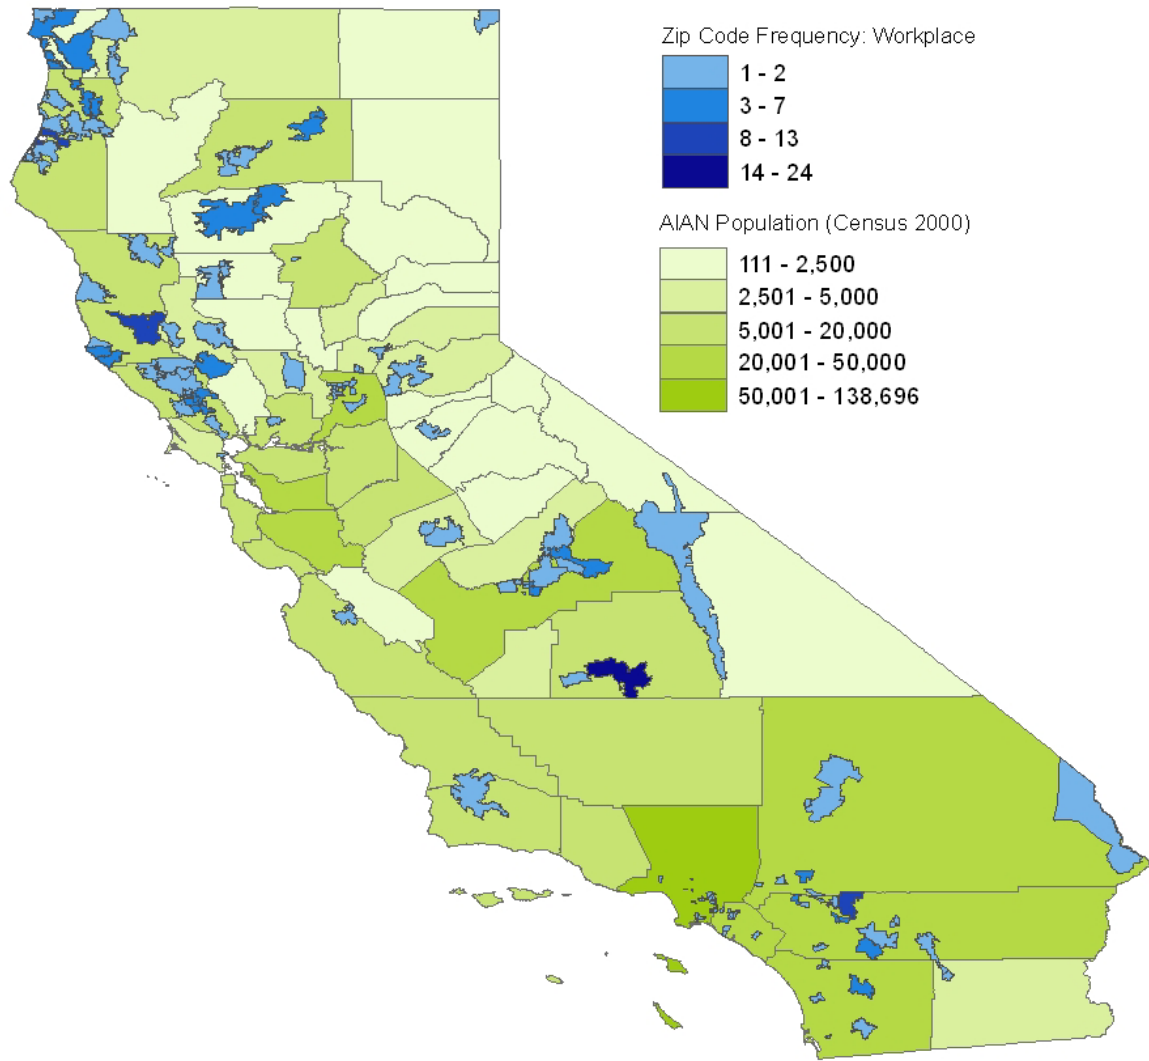 Zip Code Frequency: Workplace
1 - 2
3 - 7
8 - 13
14 - 24
AIAN Population (Census 2000)
111 - 2,500
2,501 - 5,000
5,001 - 20,000
20,001 - 50,000
50,001 - 138,696